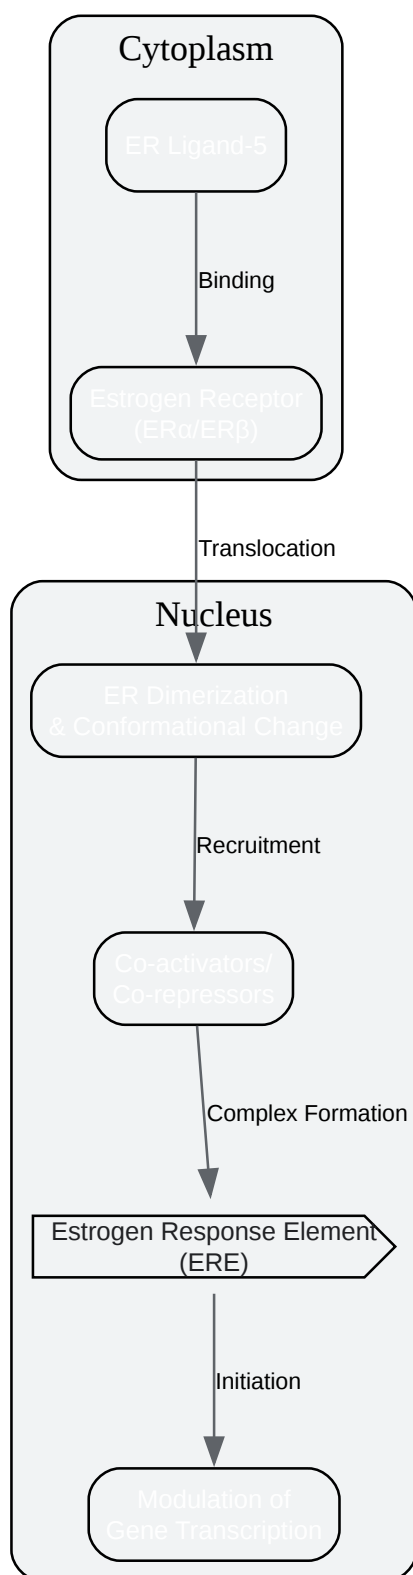 Cytoplasm
ER Ligand-5
Binding
Estrogen Receptor
(ERα/ERβ)
Translocation
Nucleus
ER Dimerization
& Conformational Change
Recruitment
Co-activators/
Co-repressors
Complex Formation
Estrogen Response Element
(ERE)
Initiation
Modulation of
Gene Transcription